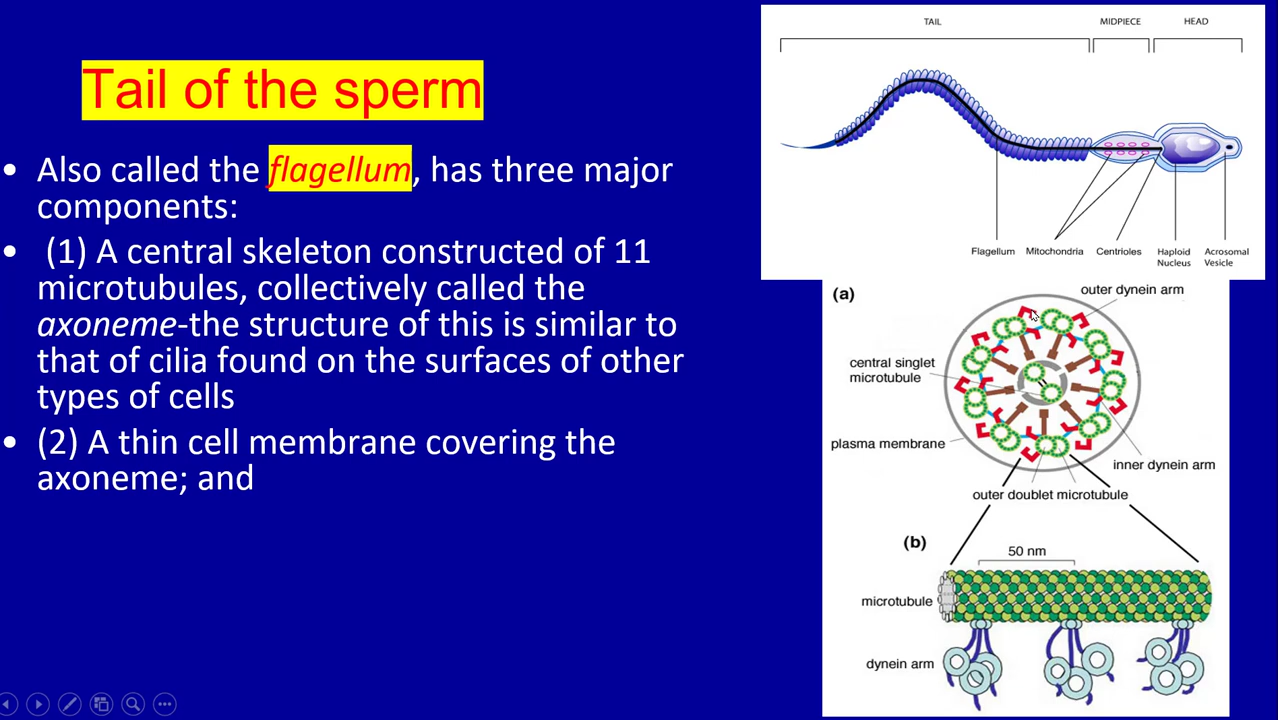 Tail of the sperm
• Also called the flagellum, has three major
components:
• (1) A central skeleton constructed of 11
microtubules, collectively called the
axoneme-the structure of this is similar to
that of cilia found on the surfaces of other
types of cells
• (2) A thin cell membrane covering the
axoneme; and
TAIL
MIDPIECE
HEAD
Flagellum
Mitochondria
Centrioles
Haploid
Nucleus
Acrosomal
Vesicle
(a)
outer dynein arm
central singlet
microtubule
plasma membrane
inner dynein arm
outer doublet microtubule
(b)
50 nm
microtubule
dynein arm